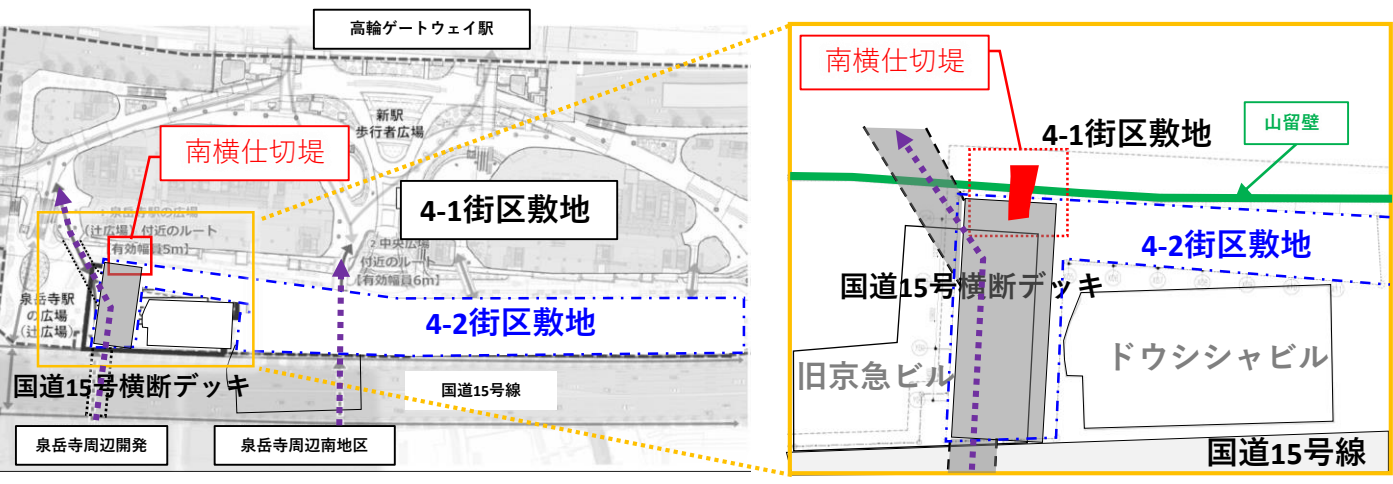 高輪ゲートウェイ駅
新駅
歩行者広場
南横仕切堤
4-1街区敷地
1 泉岳寺駅の広場
(辻広場)付近のルート
有効幅員5m】
2 中央広場
付近のルート
【有効幅員6m】
泉岳寺駅
の広場
(辻広場)
4-2街区敷地
国道15号横断デッキ
国道15号線
泉岳寺周辺開発
泉岳寺周辺南地区
南横仕切堤
4-1街区敷地
山留壁
4-2街区敷地
国道15号横断デッキ
旧京急ビル
ドウシシャビル
国道15号線